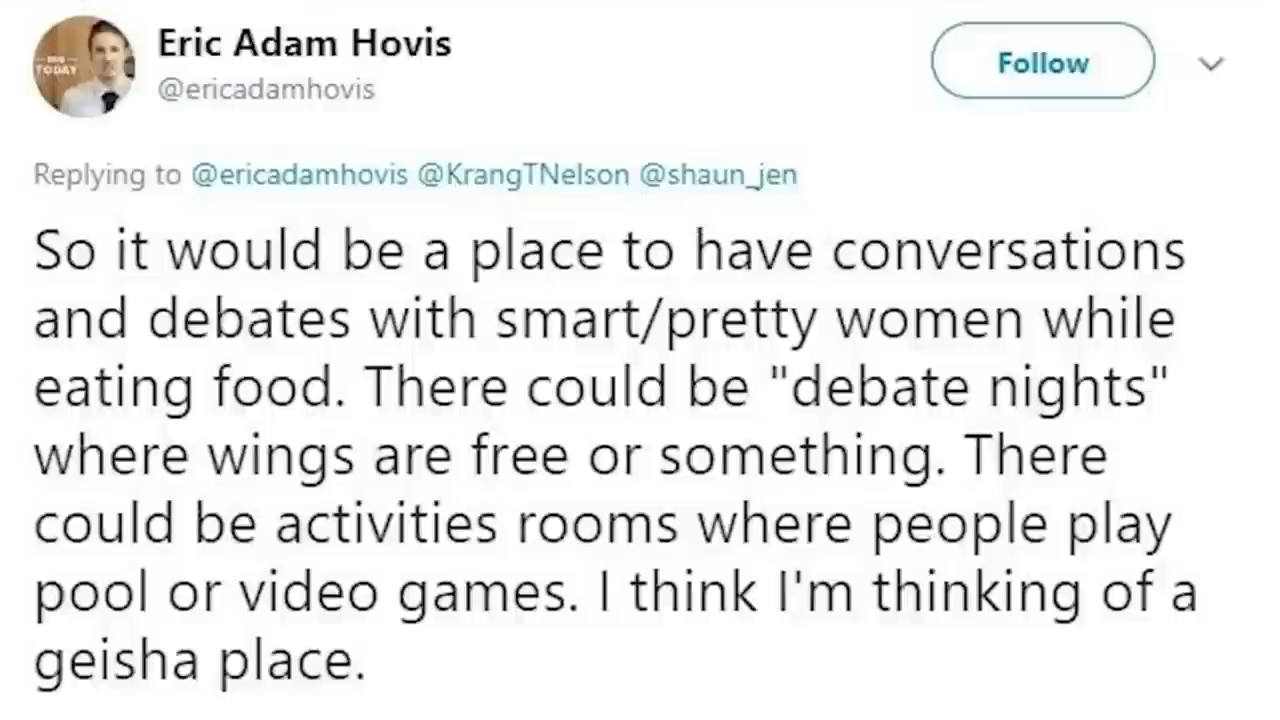 Eric Adam Hovis
@ericadamhovis
Follow
TODAY
Replying to @ericadamhovis @KrangTNelson @shaun_jen
So it would be a place to have conversations
and debates with smart/pretty women while
eating food. There could be "debate nights"
where wings are free or something. There
could be activities rooms where people play
pool or video games. I think I'm thinking of a
geisha place.